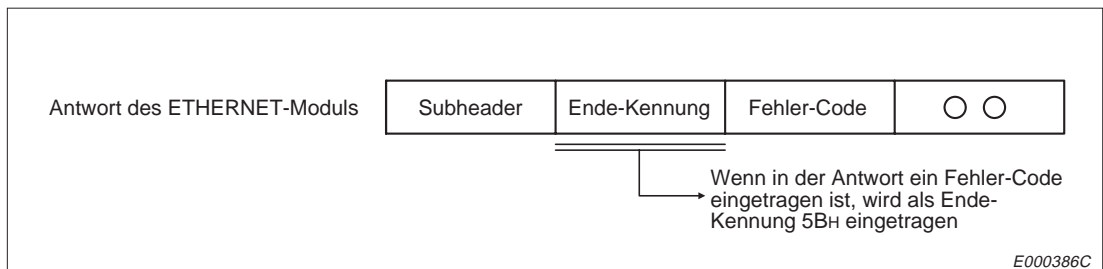 Antwort des ETHERNET-Moduls
Subheader
Ende-Kennung
Fehler-Code
Wenn in der Antwort ein Fehler-Code
eingetragen ist, wird als Ende-
Kennung 5BH eingetragen
E000386C